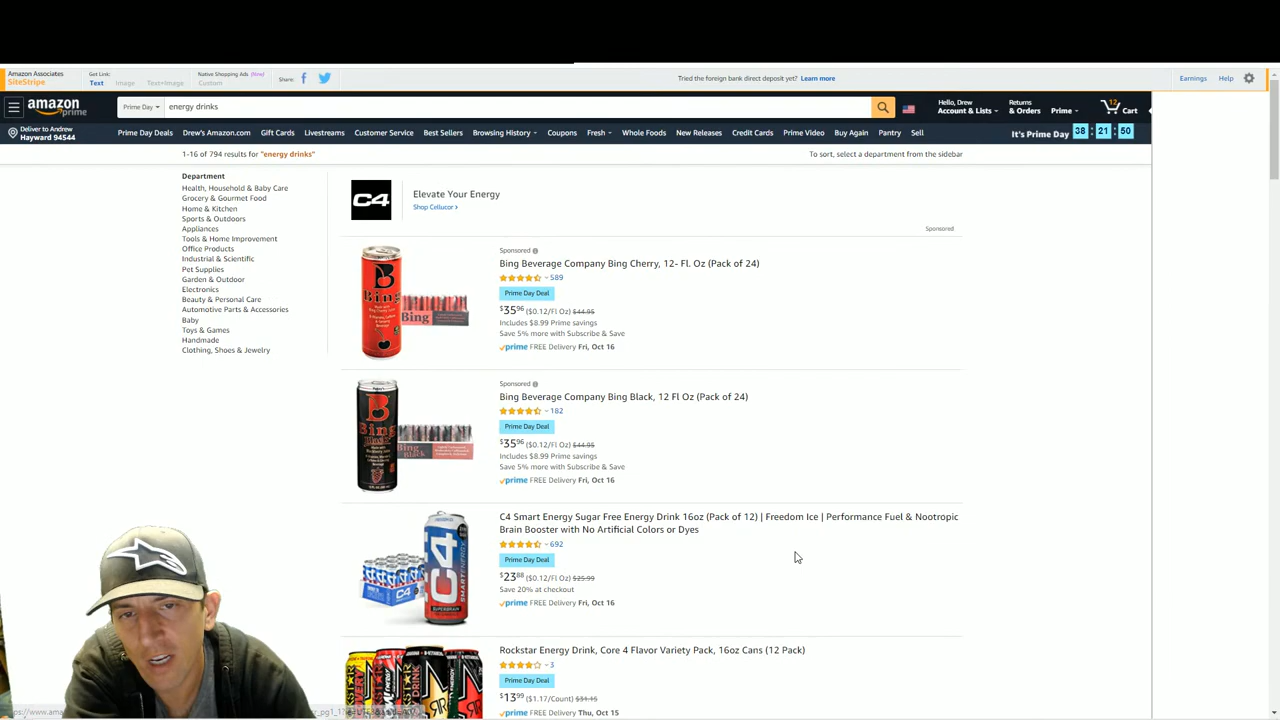 Amazon Associates
SiteStripe
Get Link:
Text
Image
Text+Image
Native Shopping Ads (New)
Custom
Share:
Tried the foreign bank direct deposit yet? Learn more
Earnings
Help
amazon
prime
Prime Day
energy drinks
Hello, Drew
Account & Lists
Returns
& Orders
Prime
12
Cart
Deliver to Andrew
Hayward 94544
Prime Day Deals
Drew's Amazon.com
Gift Cards
Livestreams
Customer Service
Best Sellers
Browsing History
Coupons
Fresh
Whole Foods
New Releases
Credit Cards
Prime Video
Buy Again
Pantry
Sell
It's Prime Day 38 : 21 : 50
1-16 of 794 results for "energy drinks"
To sort, select a department from the sidebar
Department
Health, Household & Baby Care
Grocery & Gourmet Food
Home & Kitchen
Sports & Outdoors
Appliances
Tools & Home Improvement
Office Products
Industrial & Scientific
Pet Supplies
Garden & Outdoor
Electronics
Beauty & Personal Care
Automotive Parts & Accessories
Baby
Toys & Games
Handmade
Clothing, Shoes & Jewelry
C4
Elevate Your Energy
Shop Cellucor ›
Sponsored
Bing
Bing
Sponsored
Bing Beverage Company Bing Cherry, 12- Fl. Oz (Pack of 24)
589
Prime Day Deal
$35⁹⁶ ($0.12/Fl Oz) $44.95
Includes $8.99 Prime savings
Save 5% more with Subscribe & Save
prime FREE Delivery Fri, Oct 16
Bing
Black
Bing
Black
Sponsored
Bing Beverage Company Bing Black, 12 Fl Oz (Pack of 24)
182
Prime Day Deal
$35⁹⁶ ($0.12/Fl Oz) $44.95
Includes $8.99 Prime savings
Save 5% more with Subscribe & Save
prime FREE Delivery Fri, Oct 16
C4
SMART ENERGY
C4 Smart Energy Sugar Free Energy Drink 16oz (Pack of 12) | Freedom Ice | Performance Fuel & Nootropic
Brain Booster with No Artificial Colors or Dyes
692
Prime Day Deal
$23⁸⁸ ($0.12/Fl Oz) $25.99
Save 20% at checkout
prime FREE Delivery Fri, Oct 16
Rockstar Energy Drink, Core 4 Flavor Variety Pack, 16oz Cans (12 Pack)
3
Prime Day Deal
$13⁹⁹ ($1.17/Count) $31.15
prime FREE Delivery Thu, Oct 15